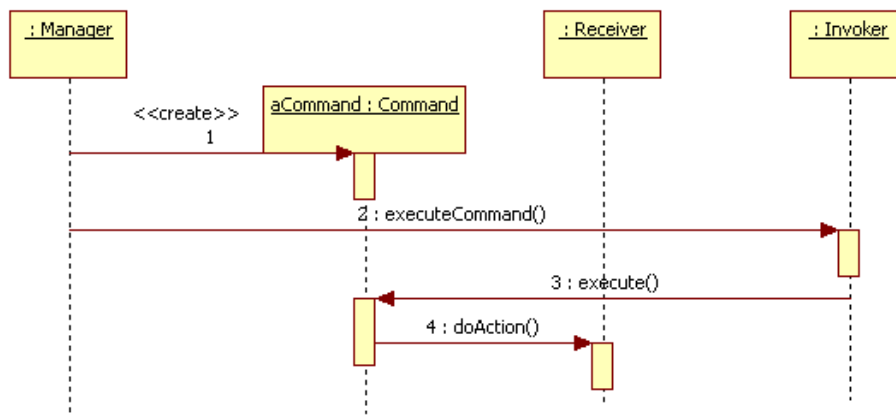 : Manager
: Receiver
: Invoker
aCommand : Command
<<create>>
1
2 : executeCommand()
3 : execute()
4 : doAction()